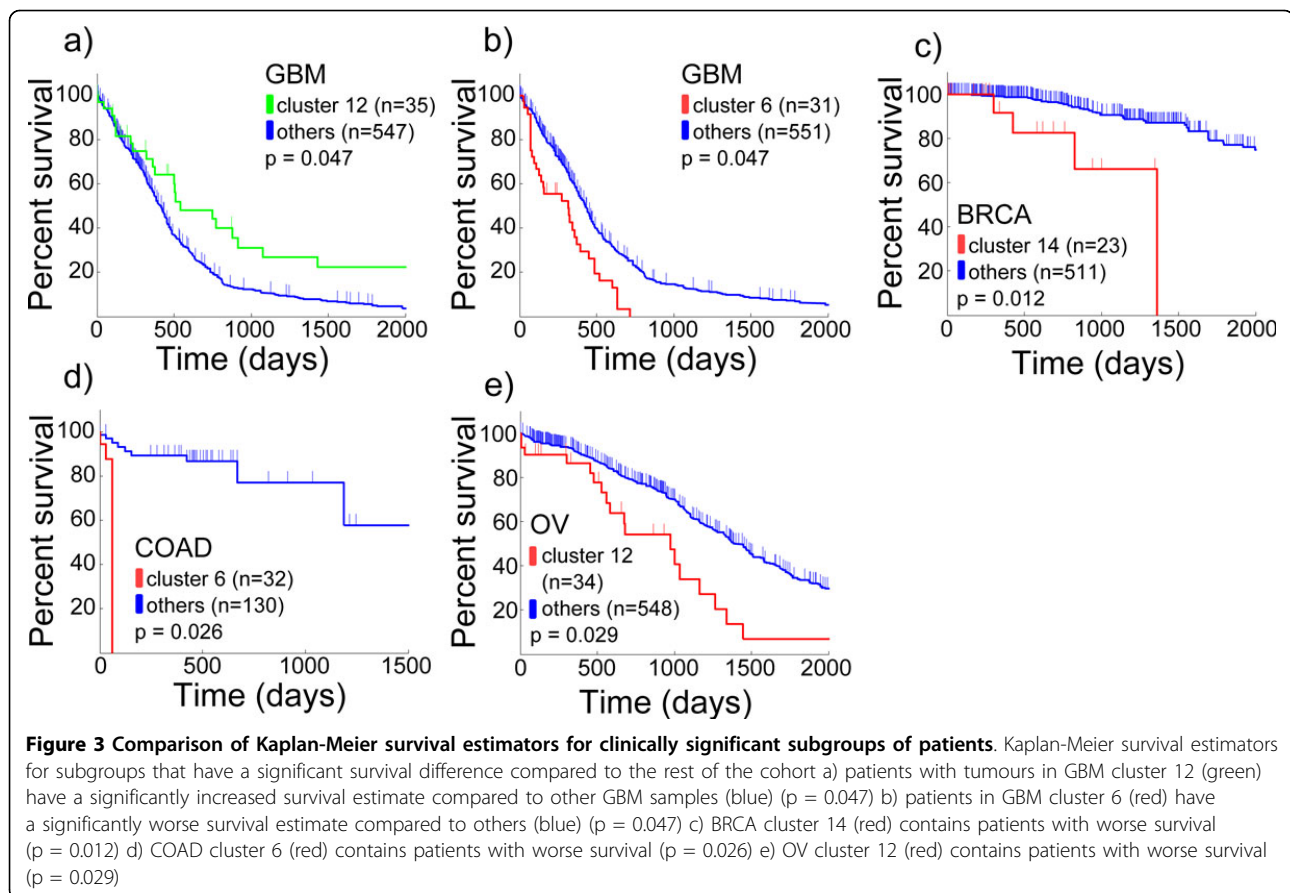 a)
GBM
cluster 12 (n=35)
others (n=547)
p = 0.047
Percent survival
100
80
60
40
20
0
500
1000
1500
2000
Time (days)
b)
GBM
cluster 6 (n=31)
others (n=551)
p = 0.047
Percent survival
100
80
60
40
20
0
500
1000
1500
2000
Time (days)
c)
BRCA
cluster 14 (n=23)
others (n=511)
p = 0.012
Percent survival
100
80
60
40
20
0
500
1000
1500
2000
Time (days)
d)
COAD
cluster 6 (n=32)
others (n=130)
p = 0.026
Percent survival
100
80
60
40
20
0
500
1000
1500
Time (days)
e)
OV
cluster 12
(n=34)
others (n=548)
p = 0.029
Percent survival
100
80
60
40
20
0
500
1000
1500
2000
Time (days)
Figure 3 Comparison of Kaplan-Meier survival estimators for clinically significant subgroups of patients. Kaplan-Meier survival estimators
for subgroups that have a significant survival difference compared to the rest of the cohort a) patients with tumours in GBM cluster 12 (green)
have a significantly increased survival estimate compared to other GBM samples (blue) (p = 0.047) b) patients in GBM cluster 6 (red) have
a significantly worse survival estimate compared to others (blue) (p = 0.047) c) BRCA cluster 14 (red) contains patients with worse survival
(p = 0.012) d) COAD cluster 6 (red) contains patients with worse survival (p = 0.026) e) OV cluster 12 (red) contains patients with worse survival
(p = 0.029)